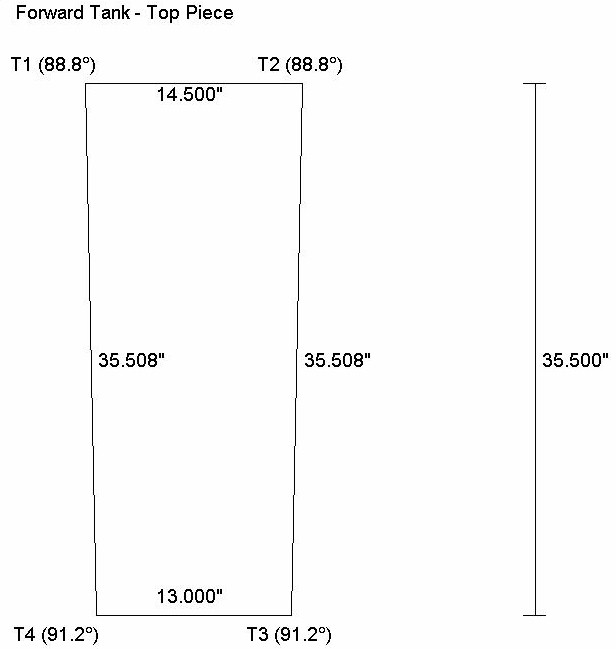 Forward Tank - Top Piece
T1 (88.8°) T2 (88.8°)
14.500"
35.508" 35.508" 35.500"
13.000"
T4 (91.2°) T3 (91.2°)